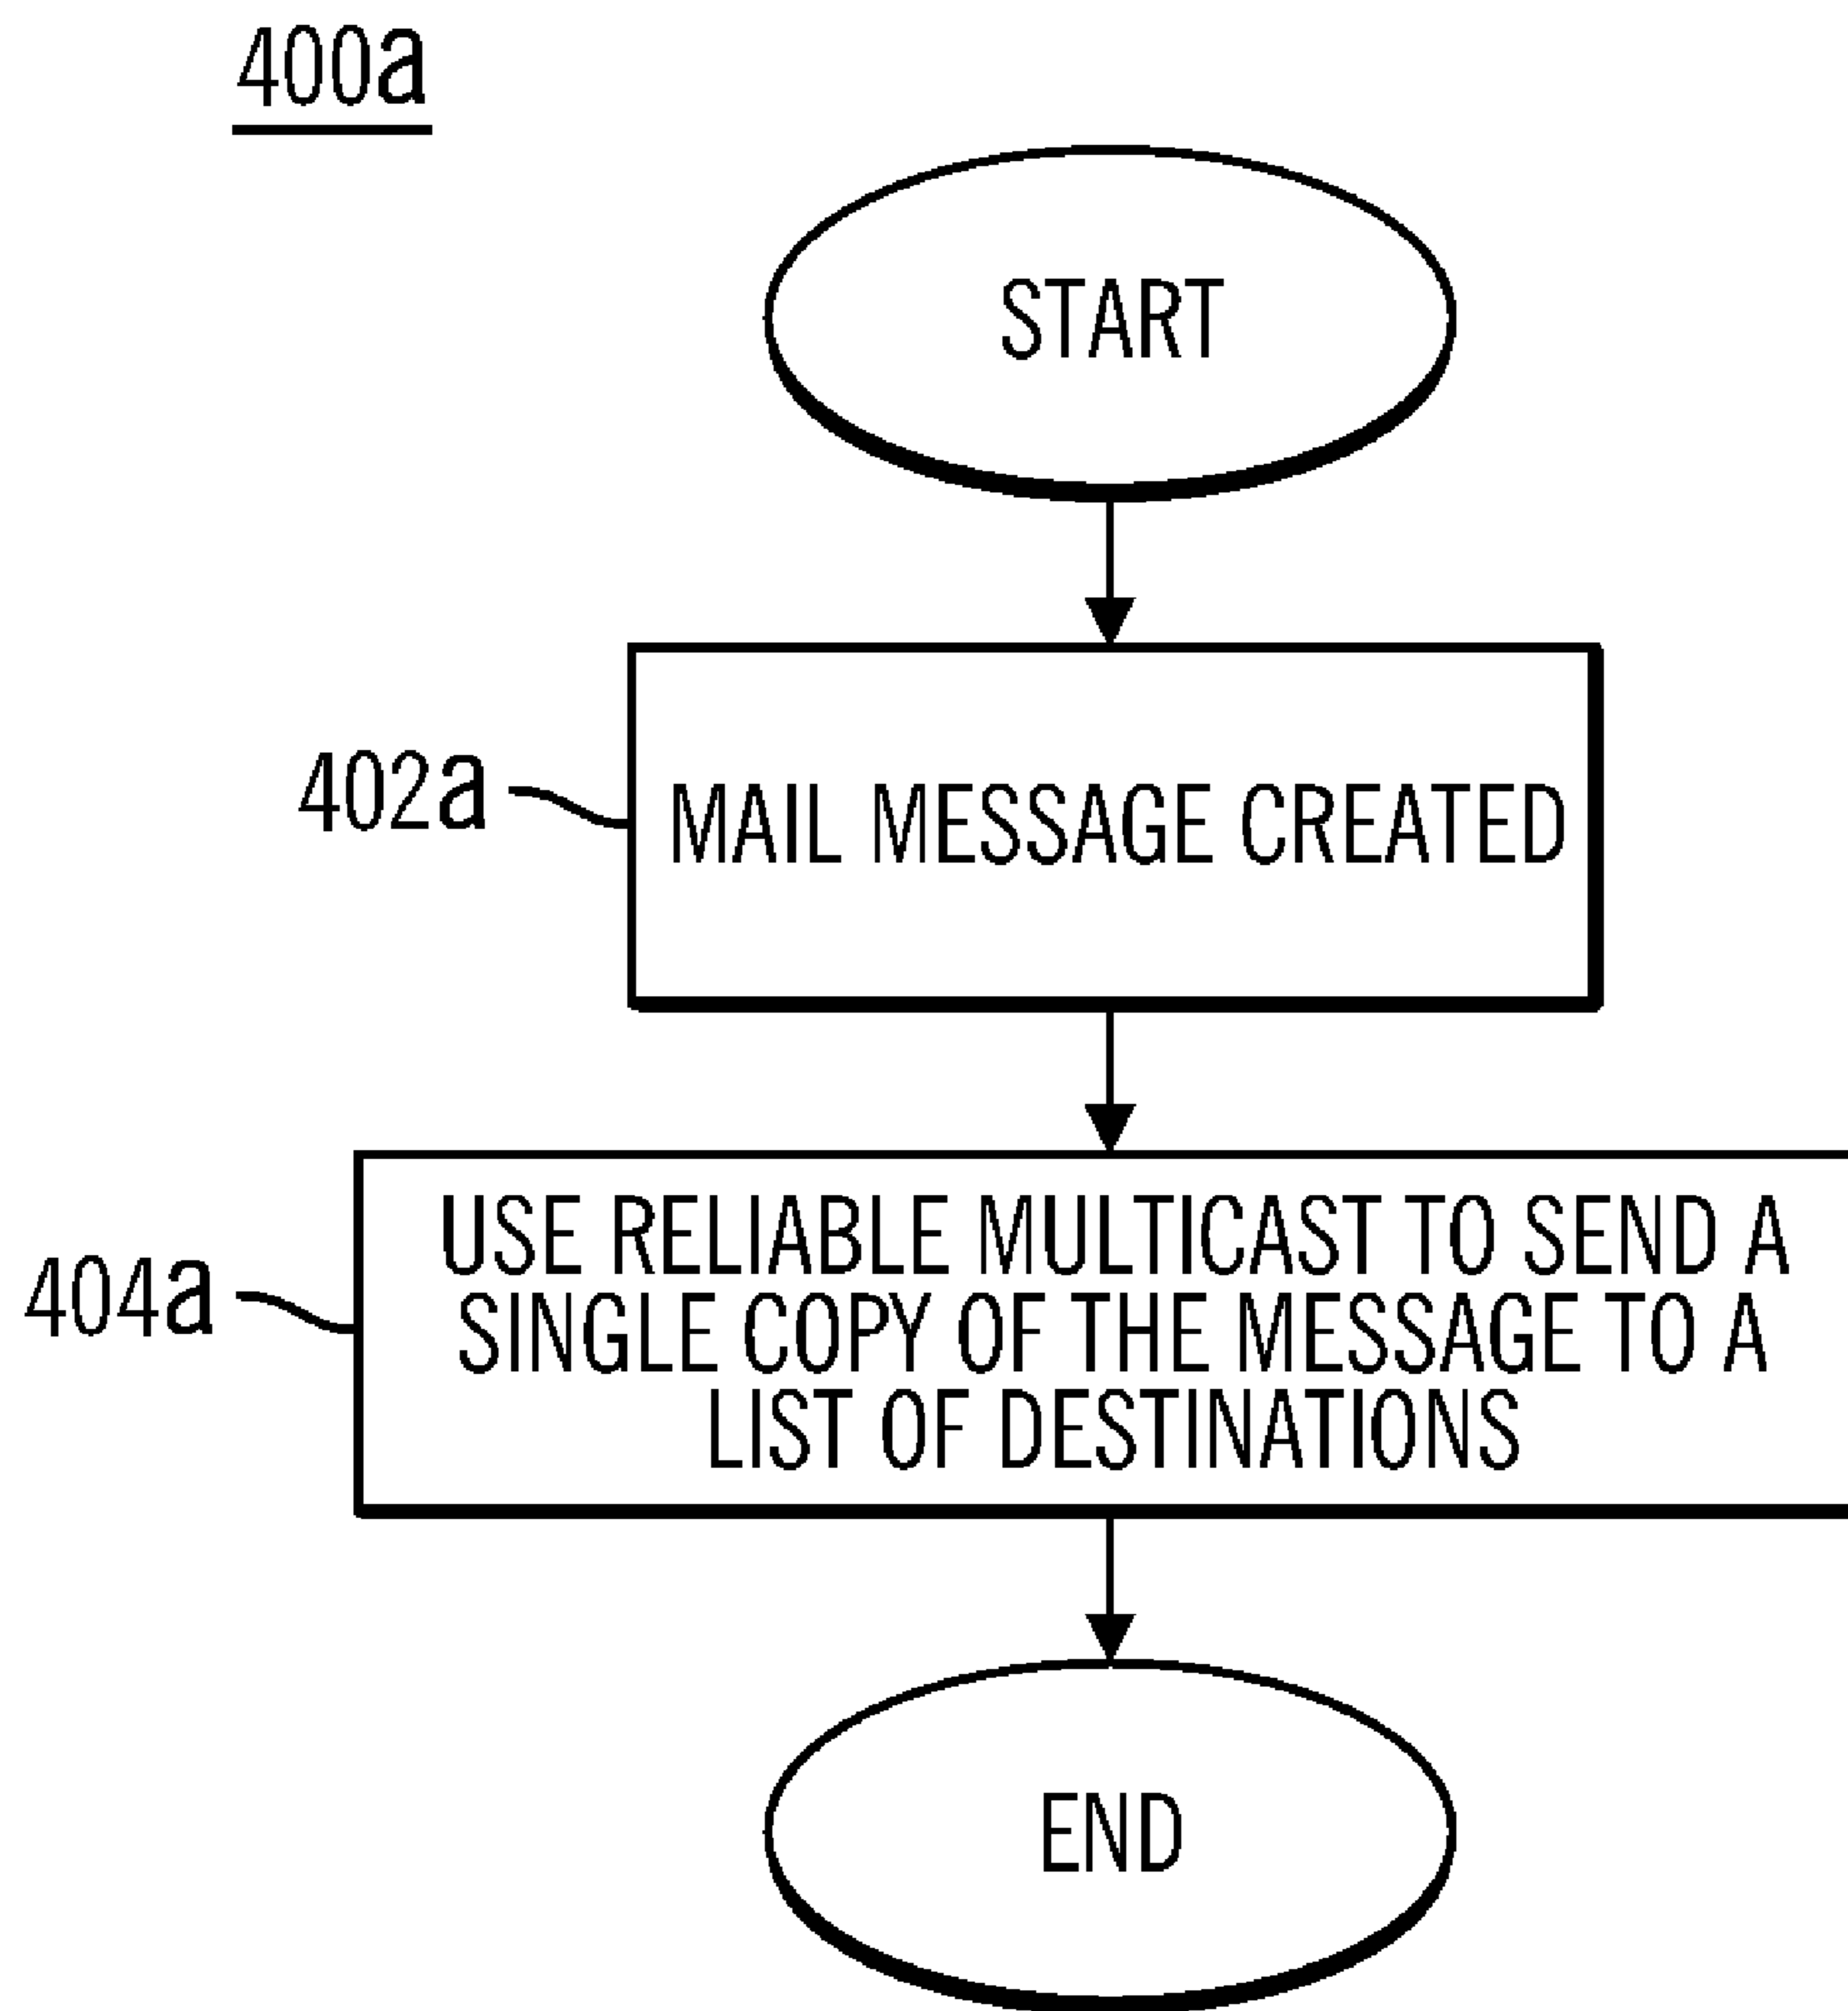 400a
START
402a
MAIL MESSAGE CREATED
404a
USE RELIABLE MULTICAST TO SEND A
SINGLE COPY OF THE MESSAGE TO A
LIST OF DESTINATIONS
END